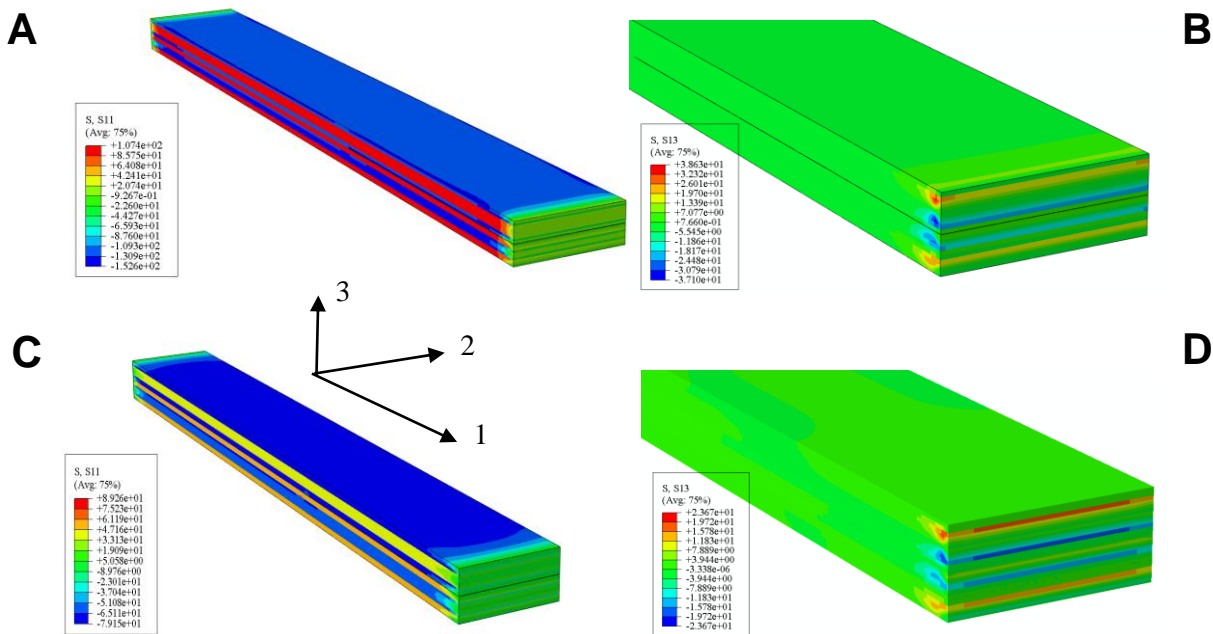 A
B
S, S11
(Avg: 75%)
+1.074e+02
+8.575e+01
+6.408e+01
+4.241e+01
+2.074e+01
-9.267e-01
-2.260e+01
-4.427e+01
-6.593e+01
-8.760e+01
-1.093e+02
-1.309e+02
-1.526e+02
S, S13
(Avg: 75%)
+3.863e+01
+3.232e+01
+2.601e+01
+1.970e+01
+1.339e+01
+7.077e+00
+7.660e-01
-5.545e+00
-1.186e+01
-1.817e+01
-2.448e+01
-3.079e+01
-3.710e+01
3
2
1
C
D
S, S11
(Avg: 75%)
+8.926e+01
+7.523e+01
+6.119e+01
+4.716e+01
+3.313e+01
+1.909e+01
+5.058e+00
-8.976e+00
-2.301e+01
-3.704e+01
-5.108e+01
-6.511e+01
-7.915e+01
S, S13
(Avg: 75%)
+2.367e+01
+1.972e+01
+1.578e+01
+1.183e+01
+7.889e+00
+3.944e+00
-3.338e-06
-3.944e+00
-7.889e+00
-1.183e+01
-1.578e+01
-1.972e+01
-2.367e+01